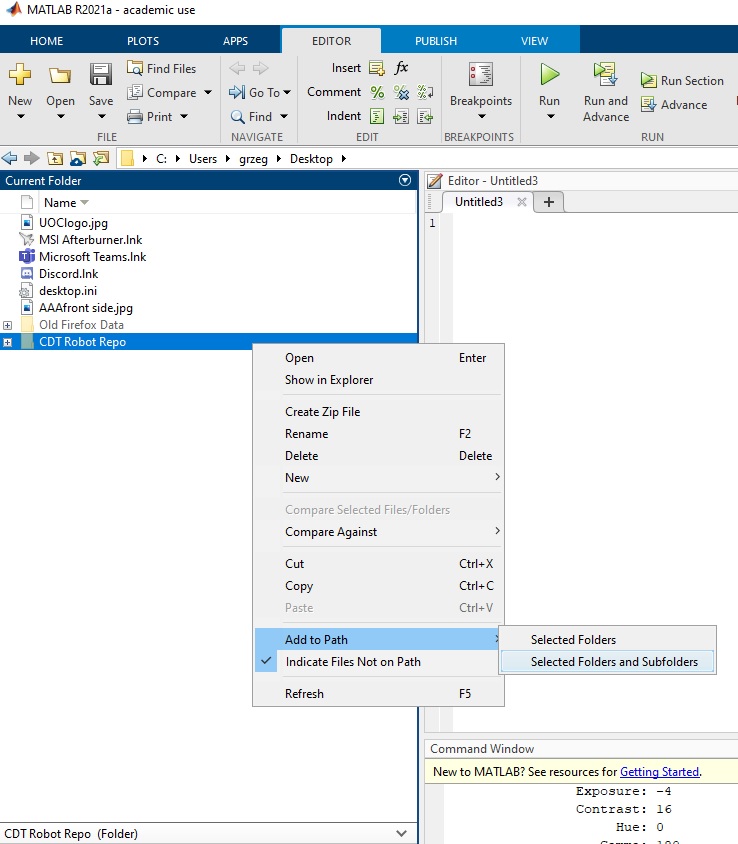 MATLAB R2021a - academic use
HOME PLOTS APPS EDITOR PUBLISH VIEW
New Open Save Find Files Compare Print
FILE
Go To Find
NAVIGATE
Insert fx
Comment
Indent
EDIT
Breakpoints
BREAKPOINTS
Run Run and Advance Run Section Advance
RUN
C: Users grzeg Desktop
Current Folder
Name
UOClogo.jpg
MSI Afterburner.lnk
Microsoft Teams.lnk
Discord.lnk
desktop.ini
AAAfront side.jpg
Old Firefox Data
CDT Robot Repo
Editor - Untitled3
Untitled3 +
1
Open Enter
Show in Explorer
Create Zip File
Rename F2
Delete Delete
New
Compare Selected Files/Folders
Compare Against
Cut Ctrl+X
Copy Ctrl+C
Paste Ctrl+V
Add to Path
Indicate Files Not on Path
Refresh F5
Selected Folders
Selected Folders and Subfolders
Command Window
New to MATLAB? See resources for Getting Started.
Exposure: -4
Contrast: 16
Hue: 0
CDT Robot Repo (Folder)